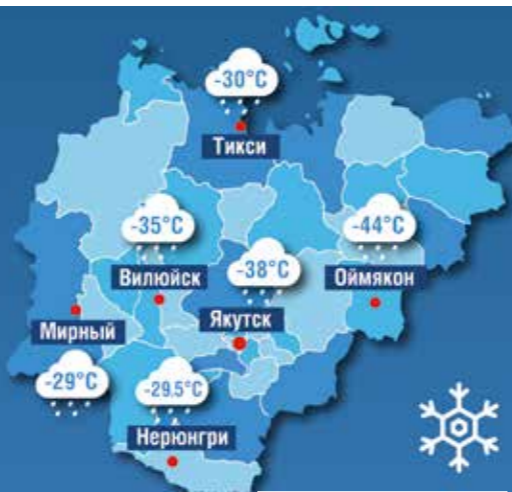 -30°C
Тикси
-35°C
Вилюйск
-44°C
Оймякон
-38°C
Якутск
Мирный
-29°C
-29.5°C
Нерюнгри